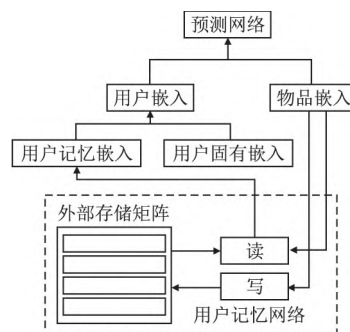 预测网络
用户嵌入
物品嵌入
用户记忆嵌入
用户固有嵌入
外部存储矩阵
读
写
用户记忆网络